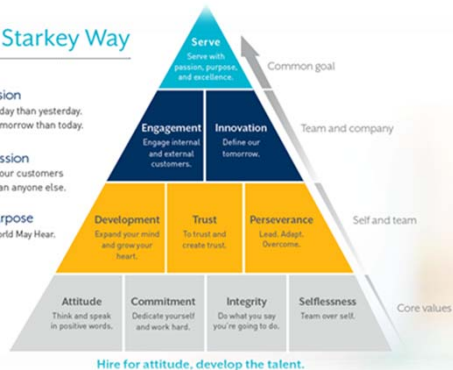 Starkey Way
sion
day than yesterday.
morrow than today.
ssion
our customers
an anyone else.
rpose
orld May Hear.
Serve
Serve with
passion, purpose,
and excellence.
Common goal
Engagement
Engage internal
and external
customers.
Innovation
Define our
tomorrow.
Team and company
Development
Expand your mind
and grow your
heart.
Trust
To trust and
create trust.
Perseverance
Lead. Adapt.
Overcome.
Self and team
Attitude
Think and speak
in positive words.
Commitment
Dedicate yourself
and work hard.
Integrity
Do what you say
you're going to do.
Selflessness
Team over self.
Core values
Hire for attitude, develop the talent.